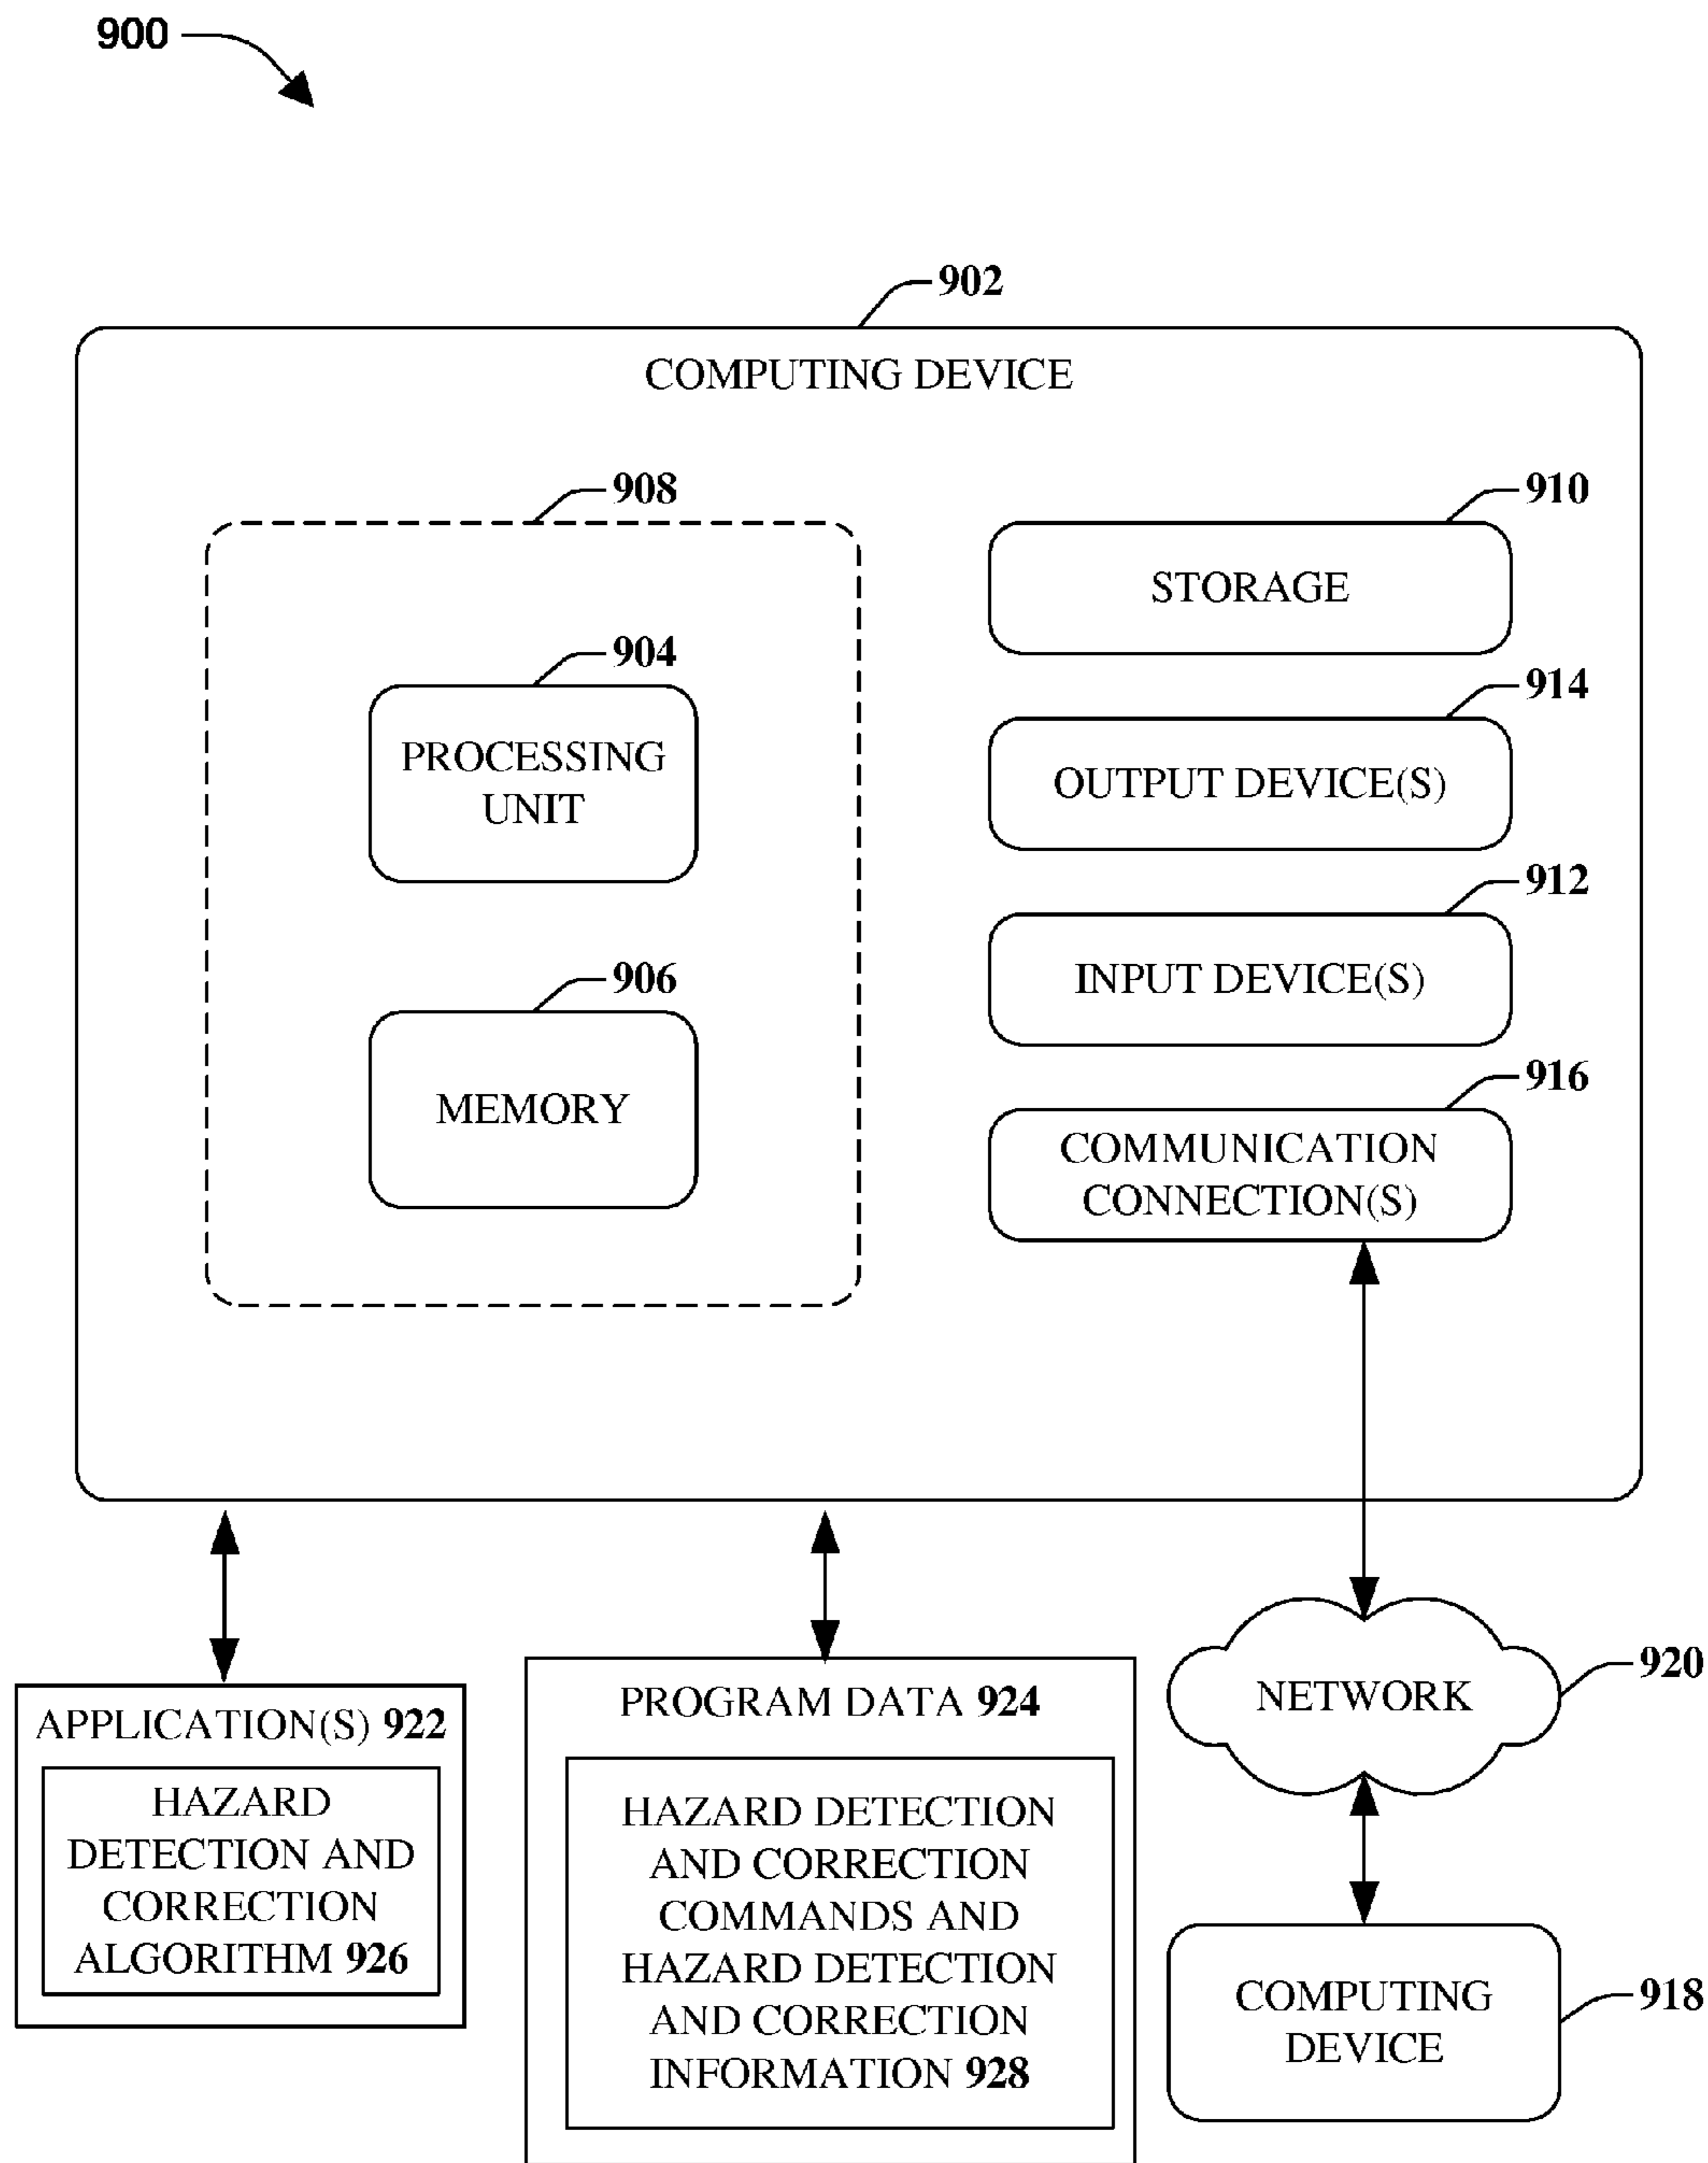 900
902
COMPUTING DEVICE
908
904
PROCESSING
UNIT
906
MEMORY
910
STORAGE
914
OUTPUT DEVICE(S)
912
INPUT DEVICE(S)
916
COMMUNICATION
CONNECTION(S)
APPLICATION(S) 922
HAZARD
DETECTION AND
CORRECTION
ALGORITHM 926
PROGRAM DATA 924
HAZARD DETECTION
AND CORRECTION
COMMANDS AND
HAZARD DETECTION
AND CORRECTION
INFORMATION 928
NETWORK
920
COMPUTING
DEVICE
918